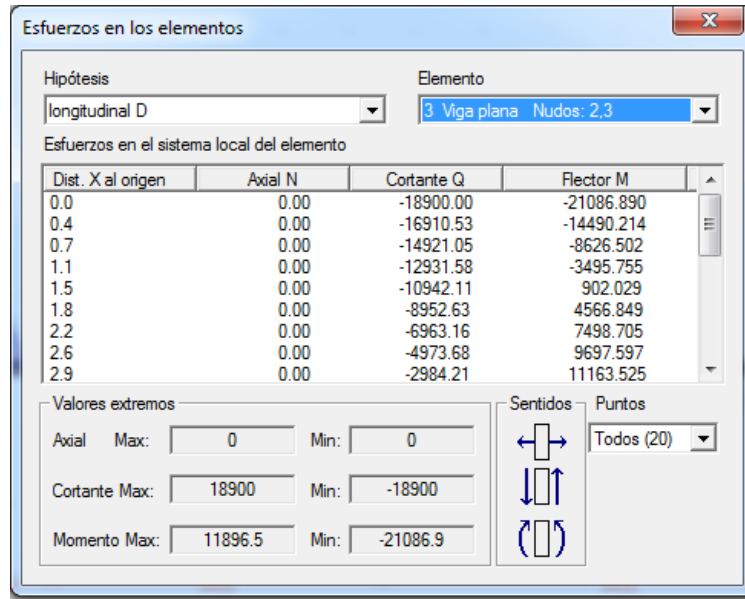 Esfuerzos en los elementos
X
Hipótesis Elemento
longitudinal D 3 Viga plana Nudos: 2,3
Esfuerzos en el sistema local del elemento
Dist. X al origen Axial N Cortante Q Flector M
0.0 0.00 -18900.00 -21086.890
0.4 0.00 -16910.53 -14490.214
0.7 0.00 -14921.05 -8626.502
1.1 0.00 -12931.58 -3495.755
1.5 0.00 -10942.11 902.029
1.8 0.00 -8952.63 4566.849
2.2 0.00 -6963.16 7498.705
2.6 0.00 -4973.68 9697.597
2.9 0.00 -2984.21 11163.525
Valores extremos Sentidos Puntos
Axial Max: 0 Min: 0 Todos (20)
Cortante Max: 18900 Min: -18900
Momento Max: 11896.5 Min: -21086.9